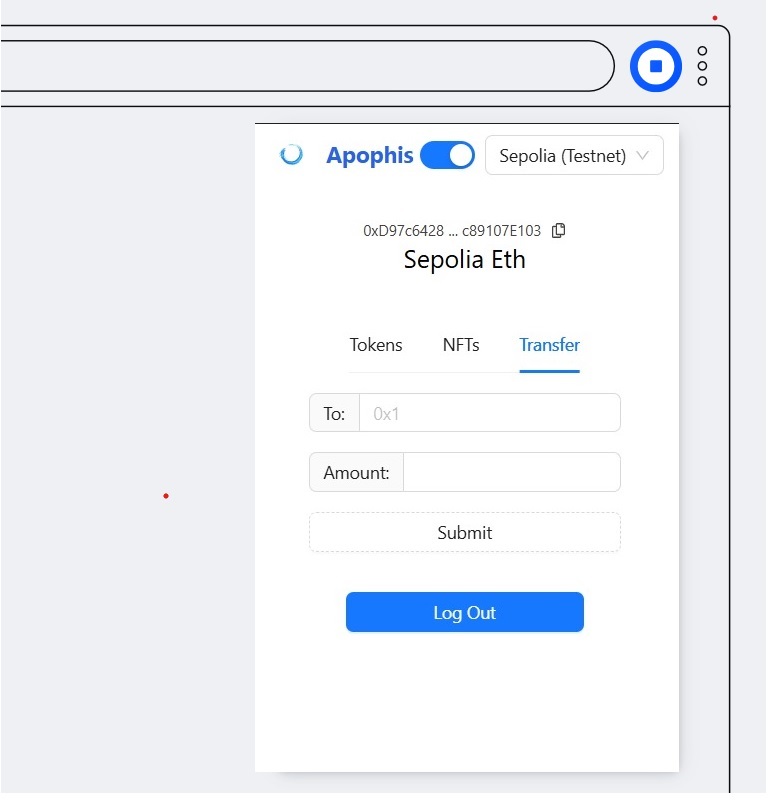 Apophis Sepolia (Testnet)
0xD97c6428 ... c89107E103
Sepolia Eth
Tokens NFTs Transfer
To: 0x1
Amount:
Submit
Log Out